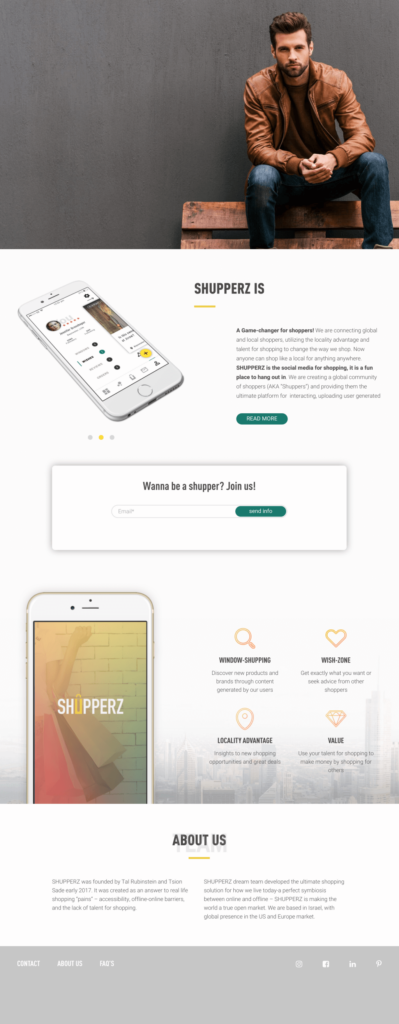 SHUPPERZ IS
A Game-changer for shoppers! We are connecting global
and local shoppers, utilizing the locality advantage and
talent for shopping to change the way we shop. Now
anyone can shop like a local for anything anywhere.
SHUPPERZ is the social media for shopping, it is a fun
place to hang out in. We are creating a global community
of shoppers (AKA "Shuppers") and providing them the
ultimate platform for interacting, uploading user generated
READ MORE
Wanna be a shupper? Join us!
Email*
send info
SHUPPERZ
WINDOW-SHUPPING
Discover new products and
brands through content
generated by our users
WISH-ZONE
Get exactly what you want or
seek advice from other
shoppers
LOCALITY ADVANTAGE
Insights to new shopping
opportunities and great deals
VALUE
Use your talent for shopping to
make money by shopping for
others
ABOUT US
TEAM
SHUPPERZ was founded by Tal Rubinstein and Tsion
Sade early 2017. It was created as an answer to real life
shopping "pains" – accessibility, offline-online barriers,
and the lack of talent for shopping
SHUPPERZ dream team developed the ultimate shopping
solution for how we live today-a perfect symbiosis
between online and offline – SHUPPERZ is making the
world a true open market. We are based in Israel, with
global presence in the US and Europe market.
CONTACT
ABOUT US
FAQ'S